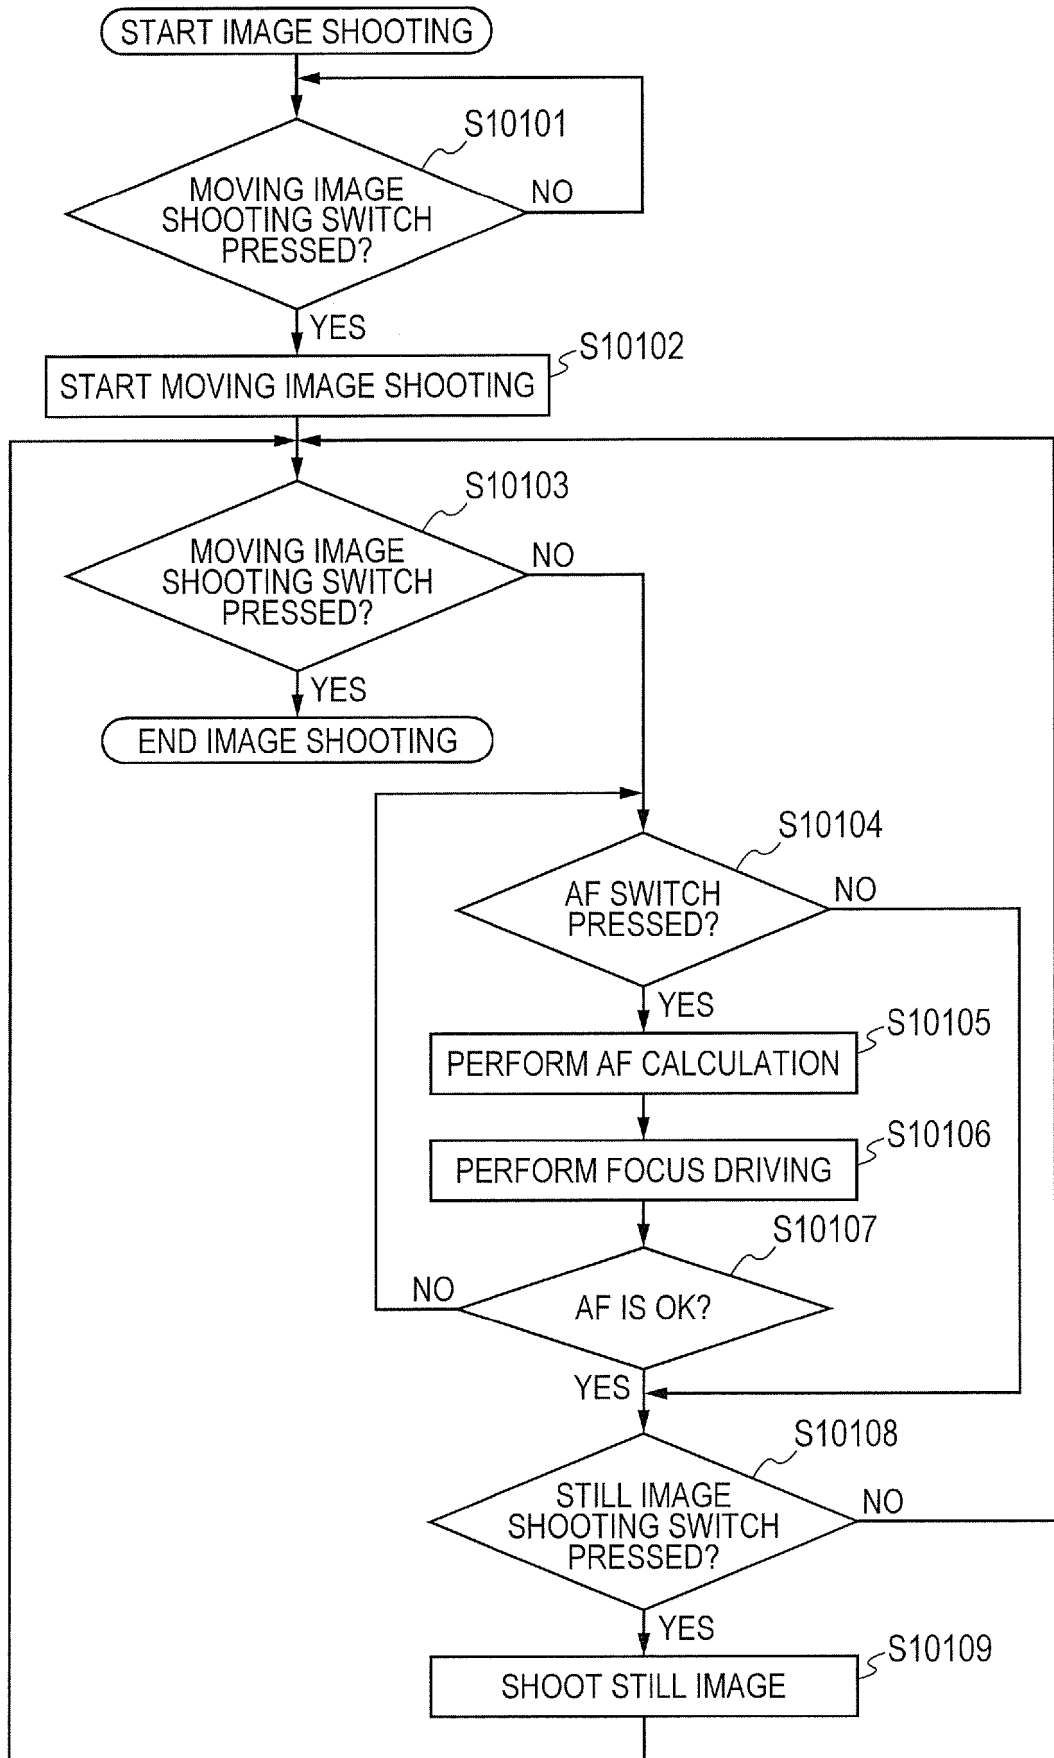 START IMAGE SHOOTING
S10101
MOVING IMAGE
SHOOTING SWITCH
PRESSED?
NO
YES
S10102
START MOVING IMAGE SHOOTING
S10103
MOVING IMAGE
SHOOTING SWITCH
PRESSED?
NO
YES
END IMAGE SHOOTING
S10104
AF SWITCH
PRESSED?
NO
YES
S10105
PERFORM AF CALCULATION
S10106
PERFORM FOCUS DRIVING
S10107
AF IS OK?
NO
YES
S10108
STILL IMAGE
SHOOTING SWITCH
PRESSED?
NO
YES
S10109
SHOOT STILL IMAGE